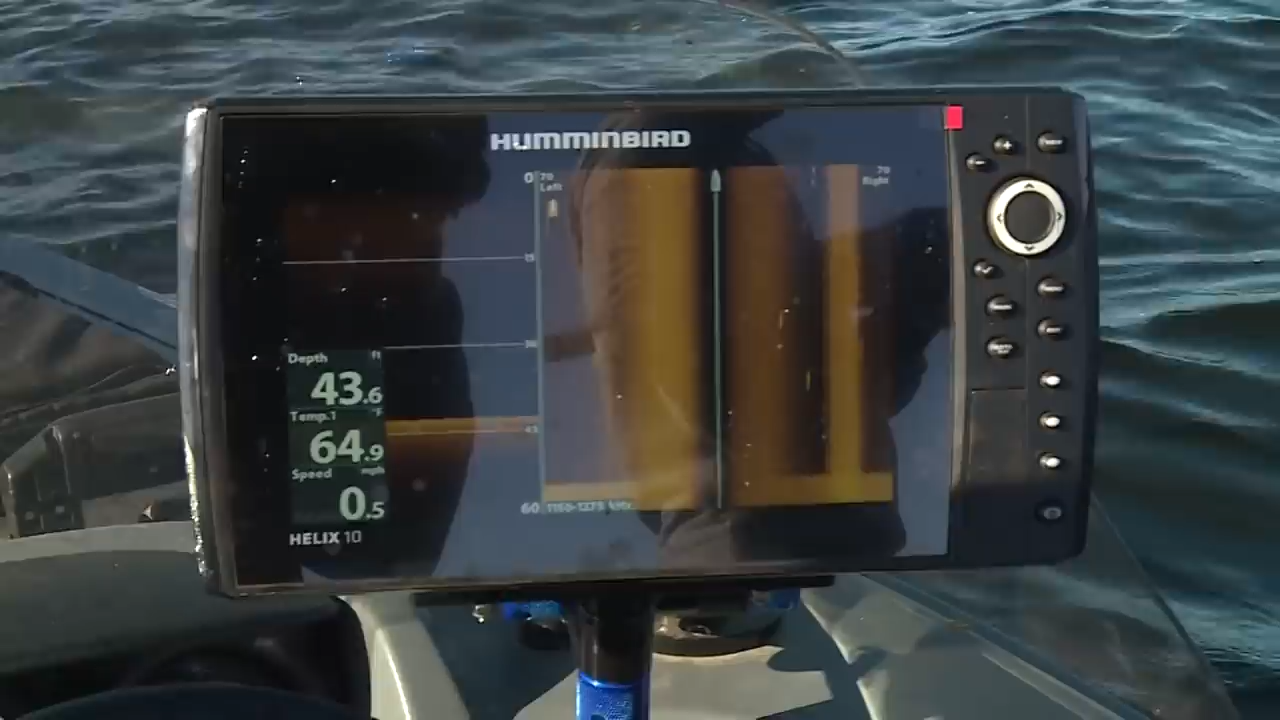 HUMMINBIRD
0
70
Left
70
Right
15
30
Depth ft
43.6
Temp.1 °F
64.9
45
Speed mph
0.5
60
1150-1275 kHz
HELIX 10